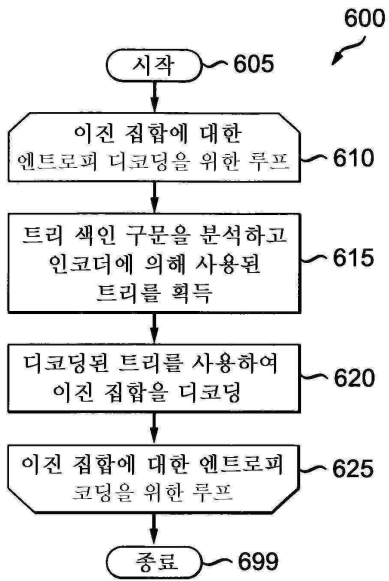 600
시작
605
이진 집합에 대한
엔트로피 디코딩을 위한 루프
610
트리 색인 구문을 분석하고
인코더에 의해 사용된
트리를 획득
615
디코딩된 트리를 사용하여
이진 집합을 디코딩
620
이진 집합에 대한 엔트로피
코딩을 위한 루프
625
종료
699